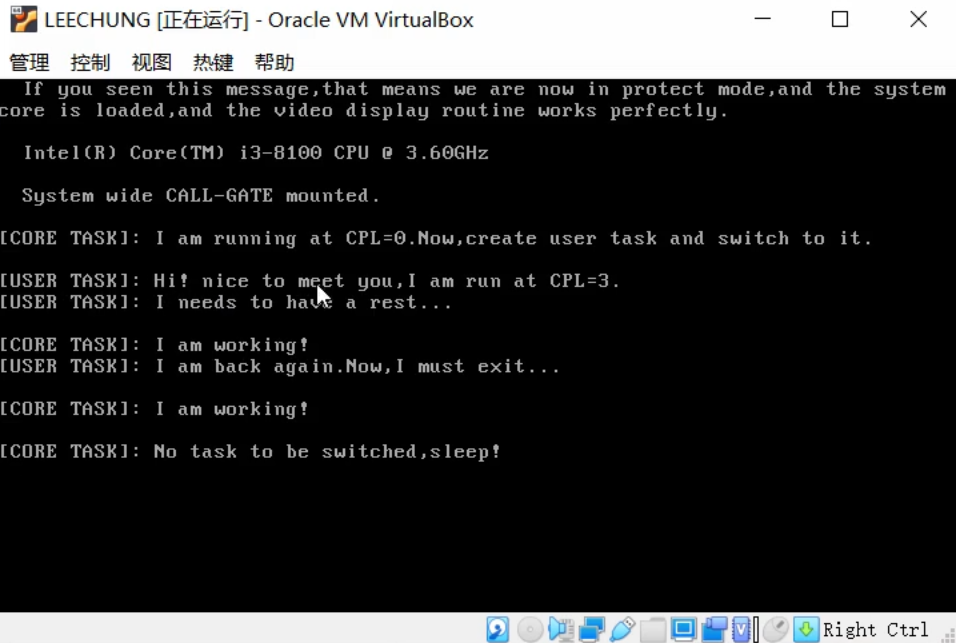 LEECHUNG [正在运行] - Oracle VM VirtualBox
管理 控制 视图 热键 帮助
If you seen this message,that means we are now in protect mode,and the system
core is loaded,and the video display routine works perfectly.
Intel(R) Core(TM) i3-8100 CPU @ 3.60GHz
System wide CALL-GATE mounted.
[CORE TASK]: I am running at CPL=0.Now,create user task and switch to it.
[USER TASK]: Hi! nice to meet you,I am run at CPL=3.
[USER TASK]: I needs to have a rest...
[CORE TASK]: I am working!
[USER TASK]: I am back again.Now,I must exit...
[CORE TASK]: I am working!
[CORE TASK]: No task to be switched,sleep!
Right Ctrl